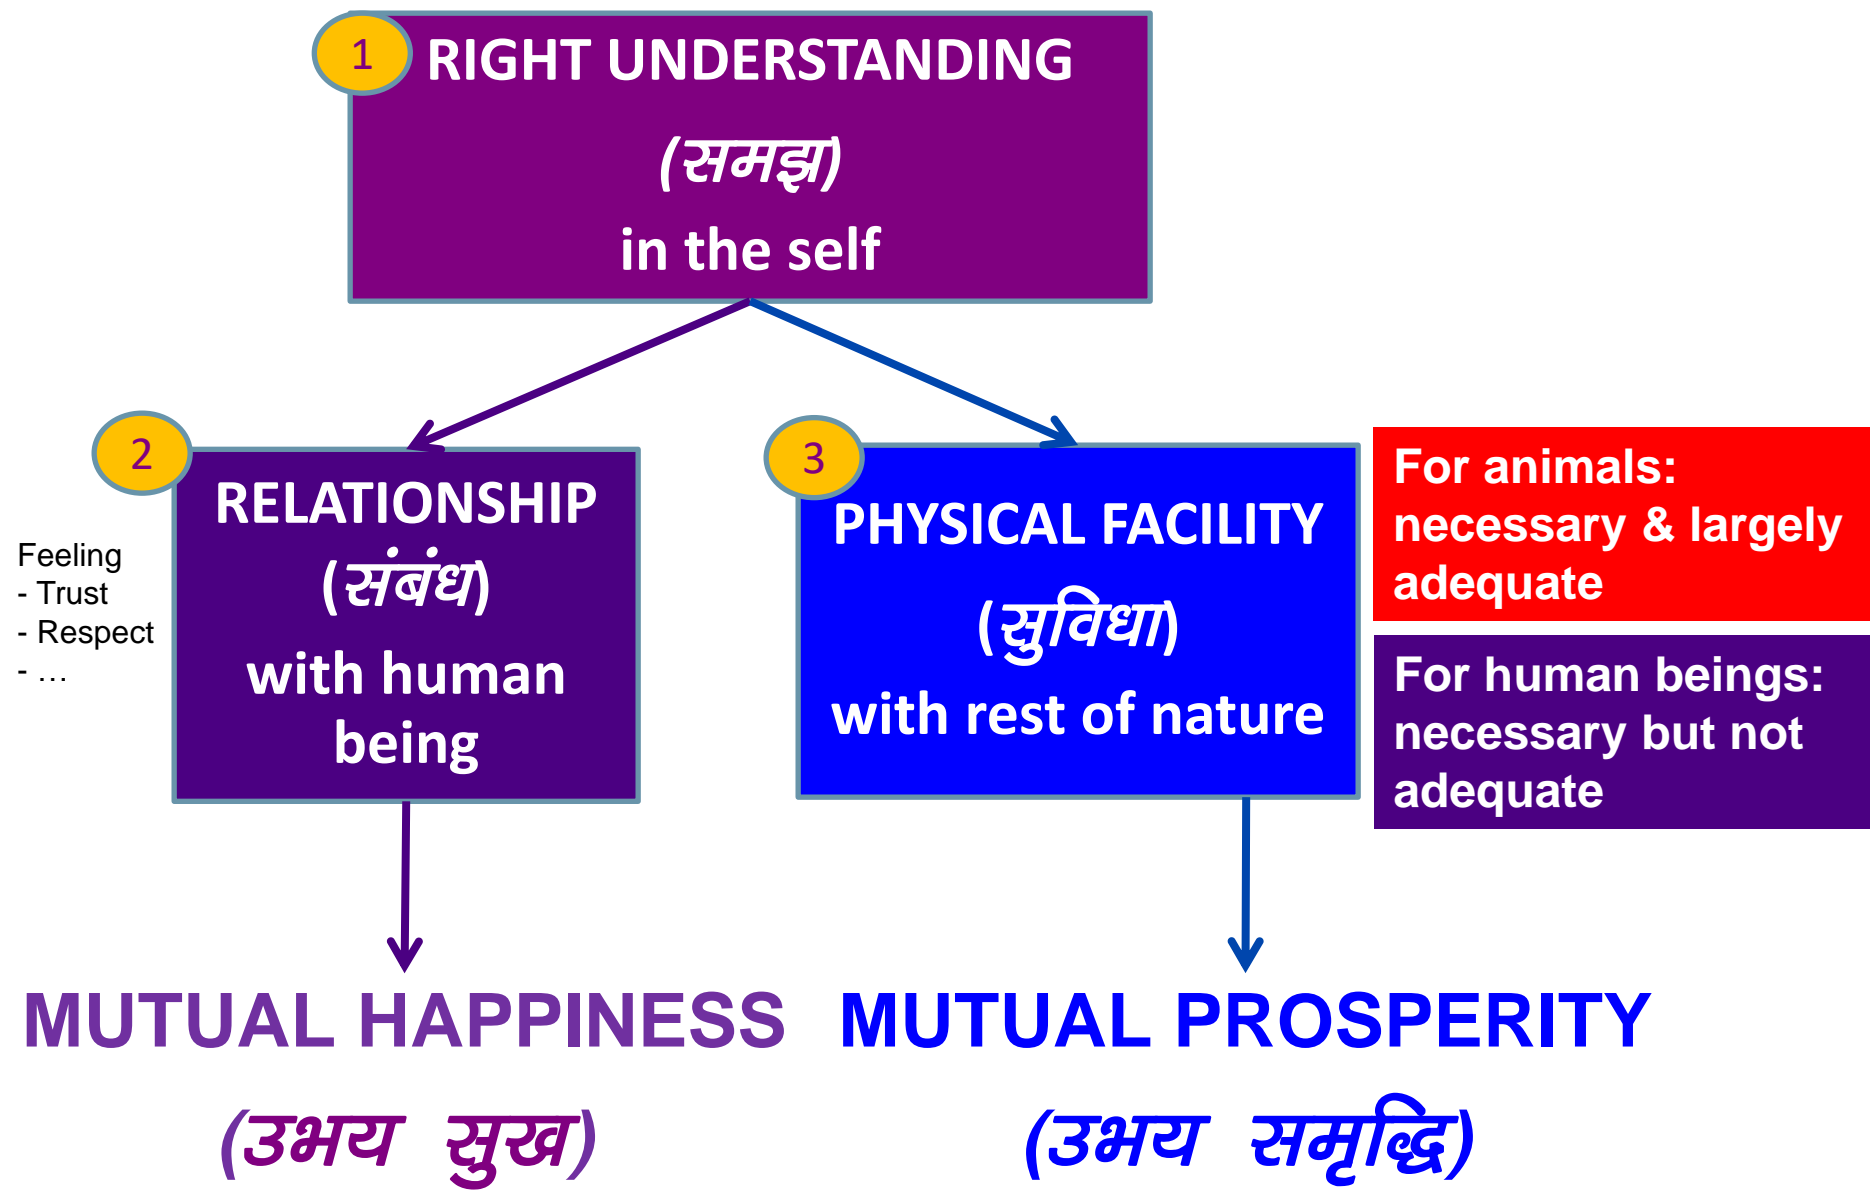 1
RIGHT UNDERSTANDING
(समझ)
in the self
2
RELATIONSHIP
(संबंध)
with human
being
Feeling
- Trust
- Respect
- …
3
PHYSICAL FACILITY
(सुविधा)
with rest of nature
For animals:
necessary & largely
adequate
For human beings:
necessary but not
adequate
MUTUAL HAPPINESS
(उभय सुख)
MUTUAL PROSPERITY
(उभय समृद्धि)